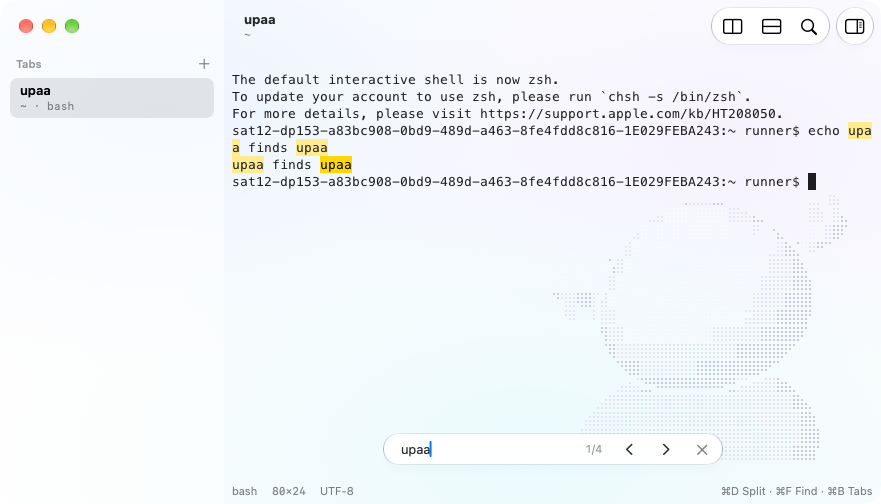 upaa
~
Tabs
upaa
~ · bash
The default interactive shell is now zsh.
To update your account to use zsh, please run `chsh -s /bin/zsh`.
For more details, please visit https://support.apple.com/kb/HT208050.
sat12-dp153-a83bc908-0bd9-489d-a463-8fe4fdd8c816-1E029FEBA243:~ runner$ echo upa
a finds upaa
upaa finds upaa
sat12-dp153-a83bc908-0bd9-489d-a463-8fe4fdd8c816-1E029FEBA243:~ runner$
upaa 1/4
bash 80×24 UTF-8 ⌘D Split · ⌘F Find · ⌘B Tabs